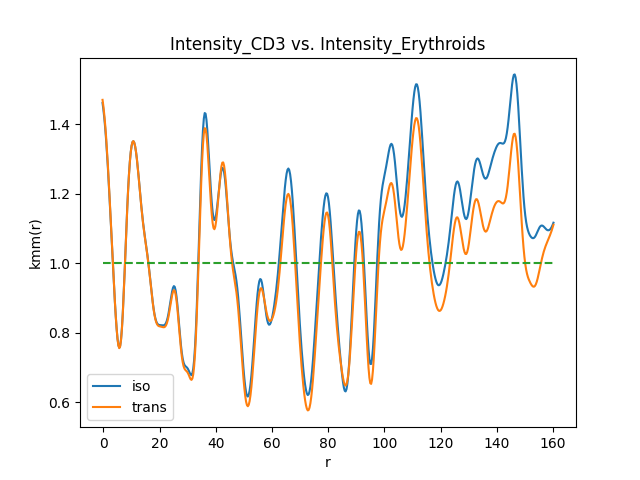 Intensity_CD3 vs. Intensity_Erythroids
kmm(r)
1.4
1.2
1.0
0.8
0.6
iso
trans
0 20 40 60 80 100 120 140 160
r